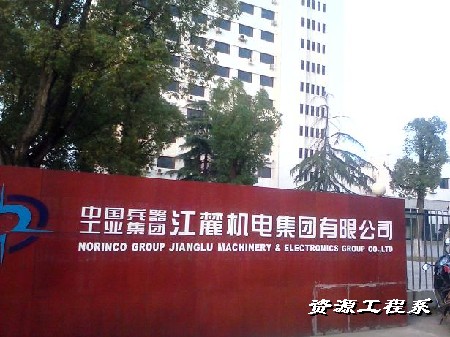 中国兵器
工业集团 江麓机电集团有限公司
NORINCO GROUP JIANGLU MACHINERY & ELECTRONICS GROUP CO.,LTD
资源工程系